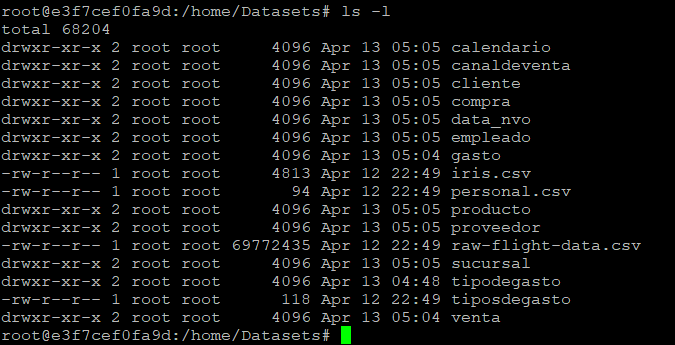 root@e3f7cef0fa9d:/home/Datasets# ls -l
total 68204
drwxr-xr-x 2 root root     4096 Apr 13 05:05 calendario
drwxr-xr-x 2 root root     4096 Apr 13 05:05 canaldeventa
drwxr-xr-x 2 root root     4096 Apr 13 05:05 cliente
drwxr-xr-x 2 root root     4096 Apr 13 05:05 compra
drwxr-xr-x 2 root root     4096 Apr 13 05:05 data_nvo
drwxr-xr-x 2 root root     4096 Apr 13 05:05 empleado
drwxr-xr-x 2 root root     4096 Apr 13 05:04 gasto
-rw-r--r-- 1 root root     4813 Apr 12 22:49 iris.csv
-rw-r--r-- 1 root root       94 Apr 12 22:49 personal.csv
drwxr-xr-x 2 root root     4096 Apr 13 05:05 producto
drwxr-xr-x 2 root root     4096 Apr 13 05:05 proveedor
-rw-r--r-- 1 root root 69772435 Apr 12 22:49 raw-flight-data.csv
drwxr-xr-x 2 root root     4096 Apr 13 05:05 sucursal
drwxr-xr-x 2 root root     4096 Apr 13 04:48 tipodegasto
-rw-r--r-- 1 root root      118 Apr 12 22:49 tiposdegasto
drwxr-xr-x 2 root root     4096 Apr 13 05:04 venta
root@e3f7cef0fa9d:/home/Datasets#